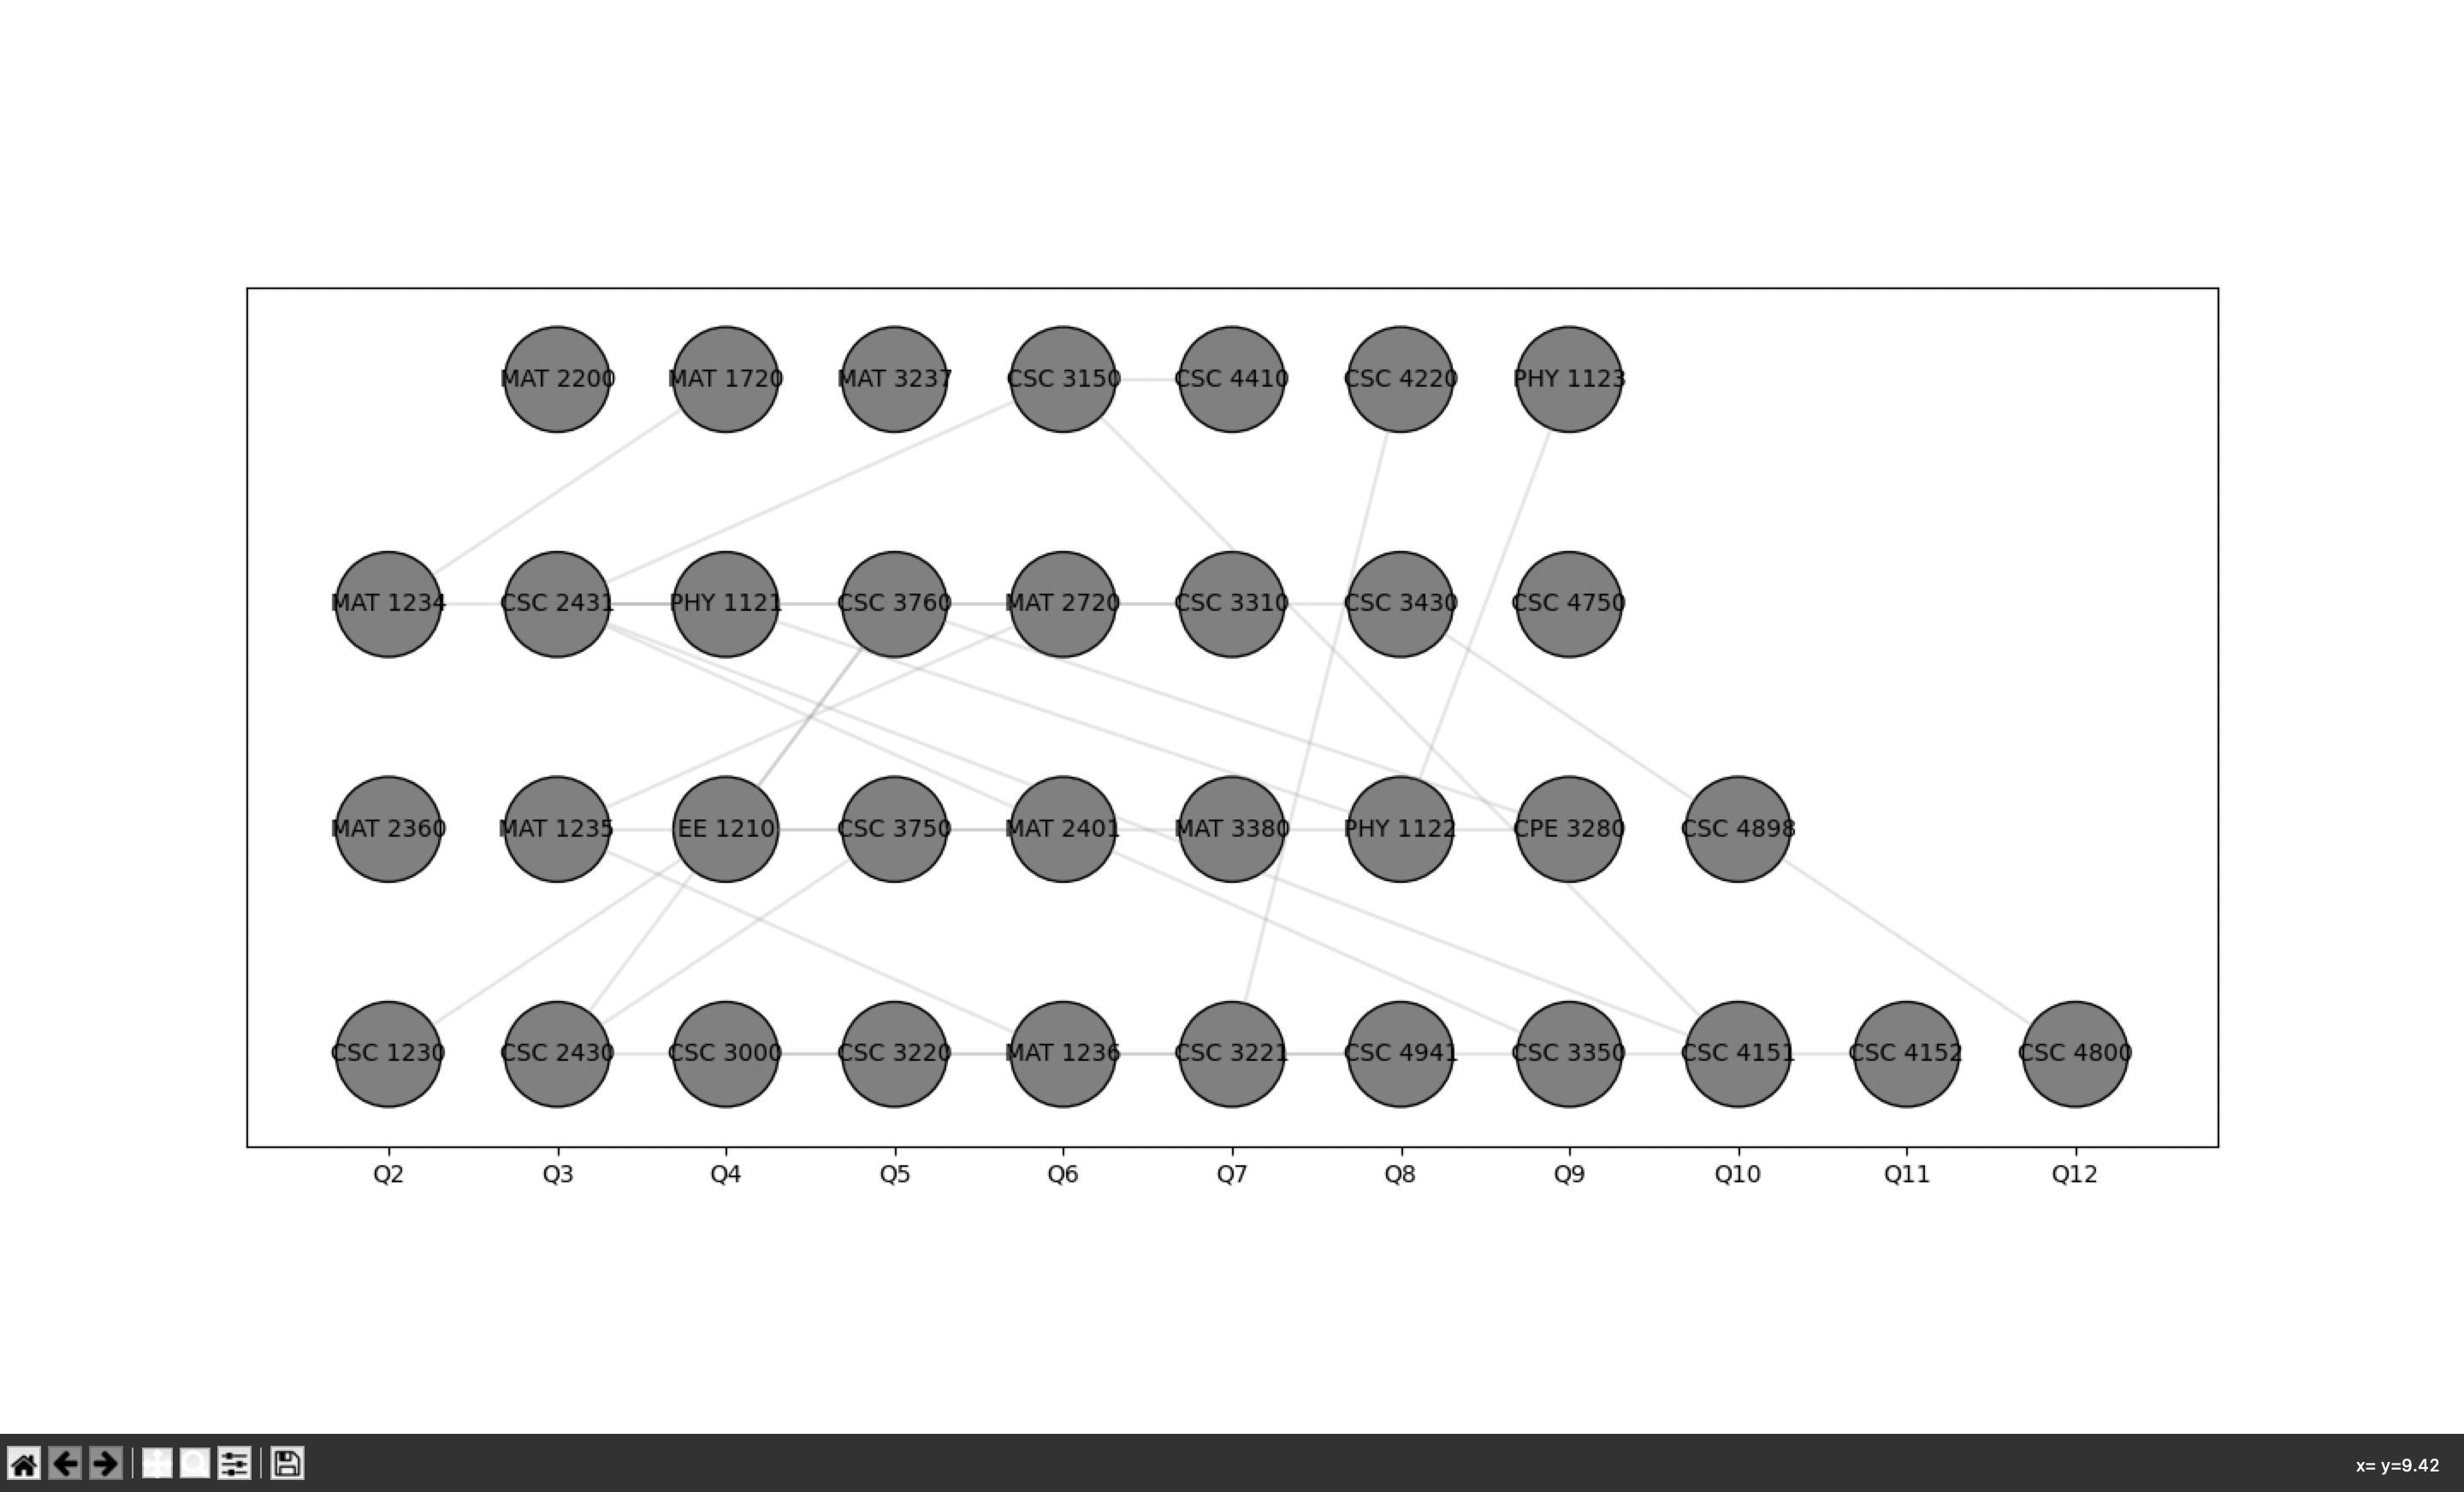 MAT 2200 MAT 1720 MAT 3237 CSC 3150 CSC 4410 CSC 4220 PHY 1123
MAT 1234 CSC 2431 PHY 1121 CSC 3760 MAT 2720 CSC 3310 CSC 3430 CSC 4750
MAT 2360 MAT 1235 EE 1210 CSC 3750 MAT 2401 MAT 3380 PHY 1122 CPE 3280 CSC 4898
CSC 1230 CSC 2430 CSC 3000 CSC 3220 MAT 1236 CSC 3221 CSC 4941 CSC 3350 CSC 4151 CSC 4152 CSC 4800
Q2 Q3 Q4 Q5 Q6 Q7 Q8 Q9 Q10 Q11 Q12
x= y=9.42